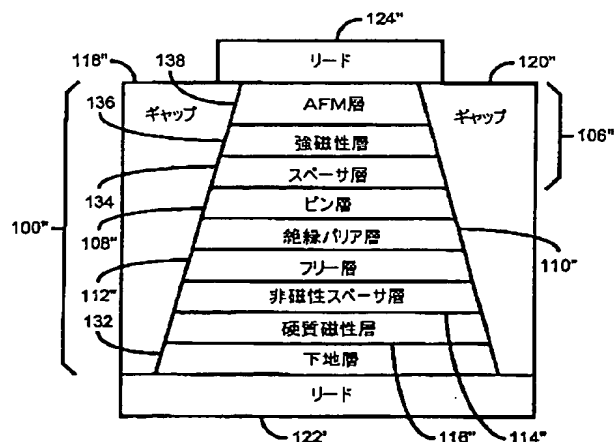 124"
118"
138
リード
120"
136
ギャップ
AFM層
ギャップ
106"
強磁性層
スペーサ層
134
ピン層
100"
108"
絶縁バリア層
110"
フリー層
112"
非磁性スペーサ層
132
硬質磁性層
下地層
リード
122'
116"
114"